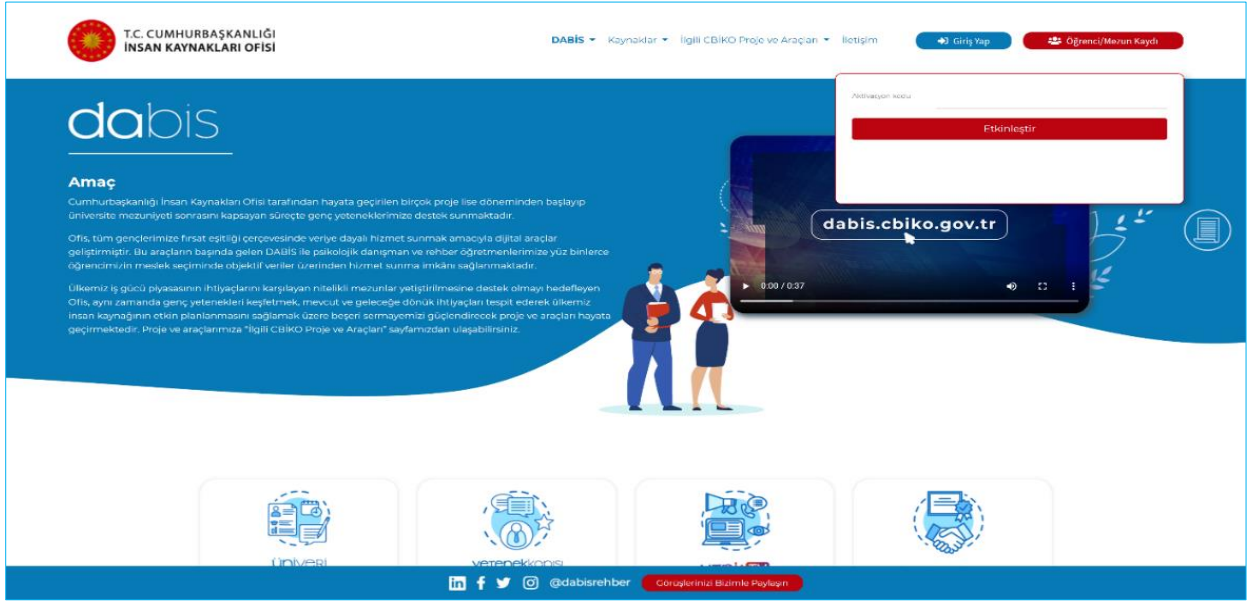 T.C. CUMHURBAŞKANLIĞI
İNSAN KAYNAKLARI OFİSİ
DABİS Kaynaklar İlgili CBİKO Proje ve Araçları İletişim Giriş Yap Öğrenci/Mezun Kaydı
Aktivasyon kodu
Etkinleştir
dabis
Amaç
Cumhurbaşkanlığı İnsan Kaynakları Ofisi tarafından hayata geçirilen birçok proje lise döneminden başlayıp
üniversite mezuniyeti sonrasını kapsayan süreçte genç yeteneklerimize destek sunmaktadır.
Ofis, tüm gençlerimize fırsat eşitliği çerçevesinde veriye dayalı hizmet sunmak amacıyla dijital araçlar
geliştirmiştir. Bu araçların başında gelen DABİS ile psikolojik danışman ve rehber öğretmenlerimize yüz binlerce
öğrencimizin meslek seçiminde objektif veriler üzerinden hizmet sunma imkânı sağlanmaktadır.
Ülkemiz iş gücü piyasasının ihtiyaçlarını karşılayan nitelikli mezunlar yetiştirilmesine destek olmayı hedefleyen
Ofis, aynı zamanda genç yetenekleri keşfetmek, mevcut ve geleceğe dönük ihtiyaçları tespit ederek ülkemiz
insan kaynağının etkin planlanmasını sağlamak üzere beşeri sermayemizi güçlendirecek proje ve araçları hayata
geçirmektedir. Proje ve araçlarımıza "İlgili CBİKO Proje ve Araçları" sayfamızdan ulaşabilirsiniz.
dabis.cbiko.gov.tr
0:00 / 0:37
üniveri
yetenekkapısı
@dabisrehber Görüşlerinizi Bizimle Paylaşın